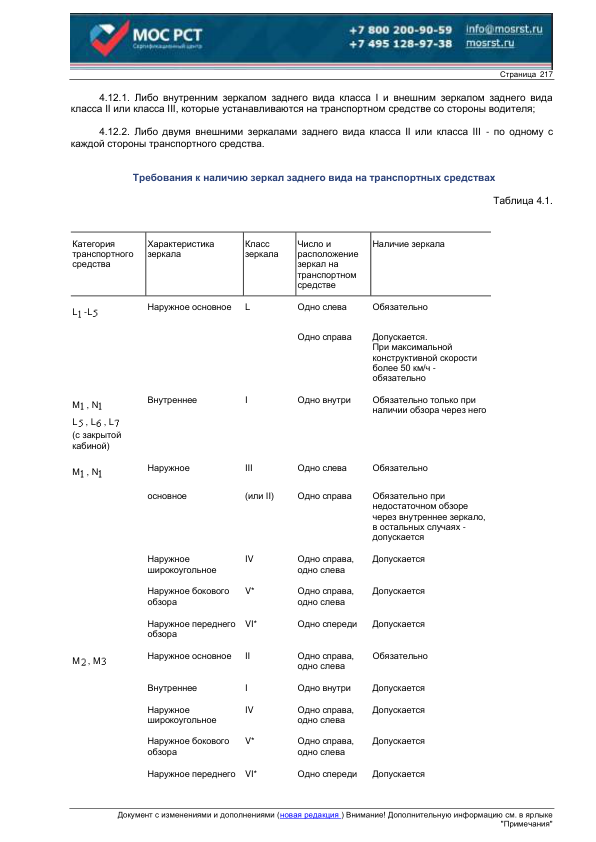 МОС РСТ
Сертификационный центр
+7 800 200-90-59 info@mosrst.ru
+7 495 128-97-38 mosrst.ru
Страница 217
4.12.1. Либо внутренним зеркалом заднего вида класса I и внешним зеркалом заднего вида
класса II или класса III, которые устанавливаются на транспортном средстве со стороны водителя;
4.12.2. Либо двумя внешними зеркалами заднего вида класса II или класса III - по одному с
каждой стороны транспортного средства.
Требования к наличию зеркал заднего вида на транспортных средствах
Таблица 4.1.
Категория Характеристика Класс Число и Наличие зеркала
транспортного зеркала зеркала расположение
средства зеркал на
транспортном
средстве
L1 -L5 Наружное основное L Одно слева Обязательно
Одно справа Допускается.
При максимальной
конструктивной скорости
более 50 км/ч -
обязательно
M1 , N1 Внутреннее I Одно внутри Обязательно только при
наличии обзора через него
L5 , L6 , L7
(с закрытой
кабиной)
M1 , N1 Наружное III Одно слева Обязательно
основное (или II) Одно справа Обязательно при
недостаточном обзоре
через внутреннее зеркало,
в остальных случаях -
допускается
Наружное IV Одно справа, Допускается
широкоугольное одно слева
Наружное бокового V* Одно справа, Допускается
обзора одно слева
Наружное переднего VI* Одно спереди Допускается
обзора
M2 , M3 Наружное основное II Одно справа, Обязательно
одно слева
Внутреннее I Одно внутри Допускается
Наружное IV Одно справа, Допускается
широкоугольное одно слева
Наружное бокового V* Одно справа, Допускается
обзора одно слева
Наружное переднего VI* Одно спереди Допускается
Документ с изменениями и дополнениями (новая редакция ) Внимание! Дополнительную информацию см. в ярлыке
"Примечания"